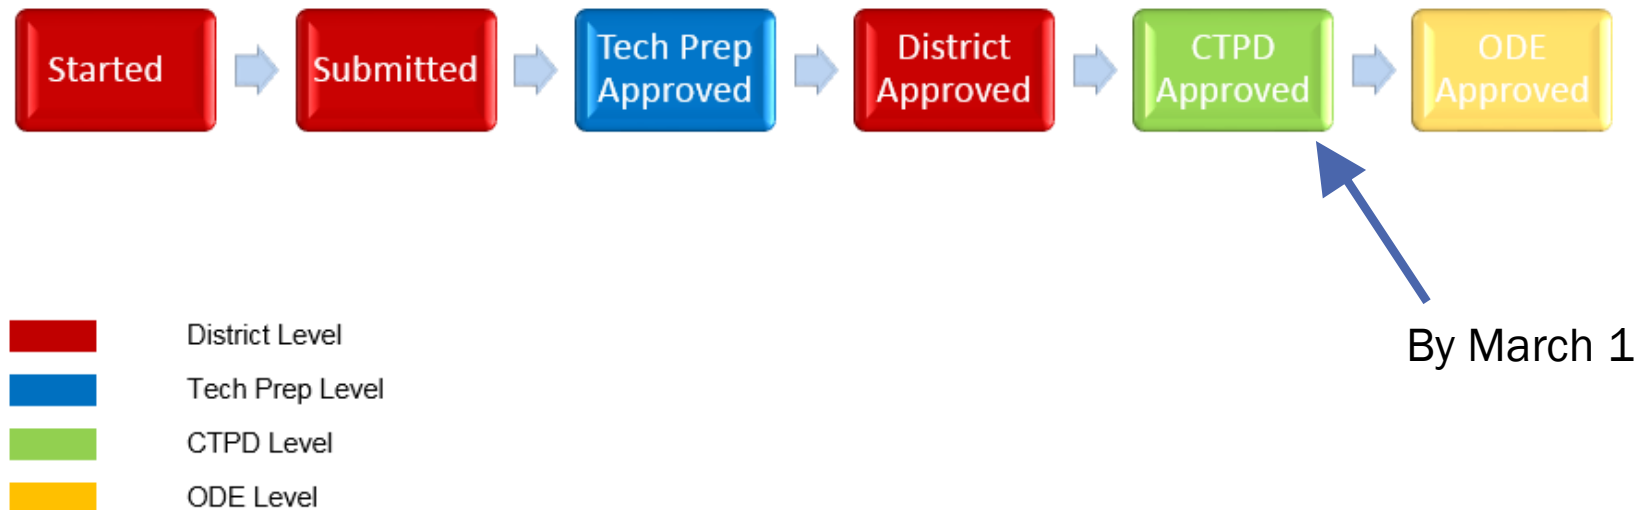 Started
Submitted
Tech Prep
Approved
District
Approved
CTPD
Approved
ODE
Approved
By March 1
District Level
Tech Prep Level
CTPD Level
ODE Level